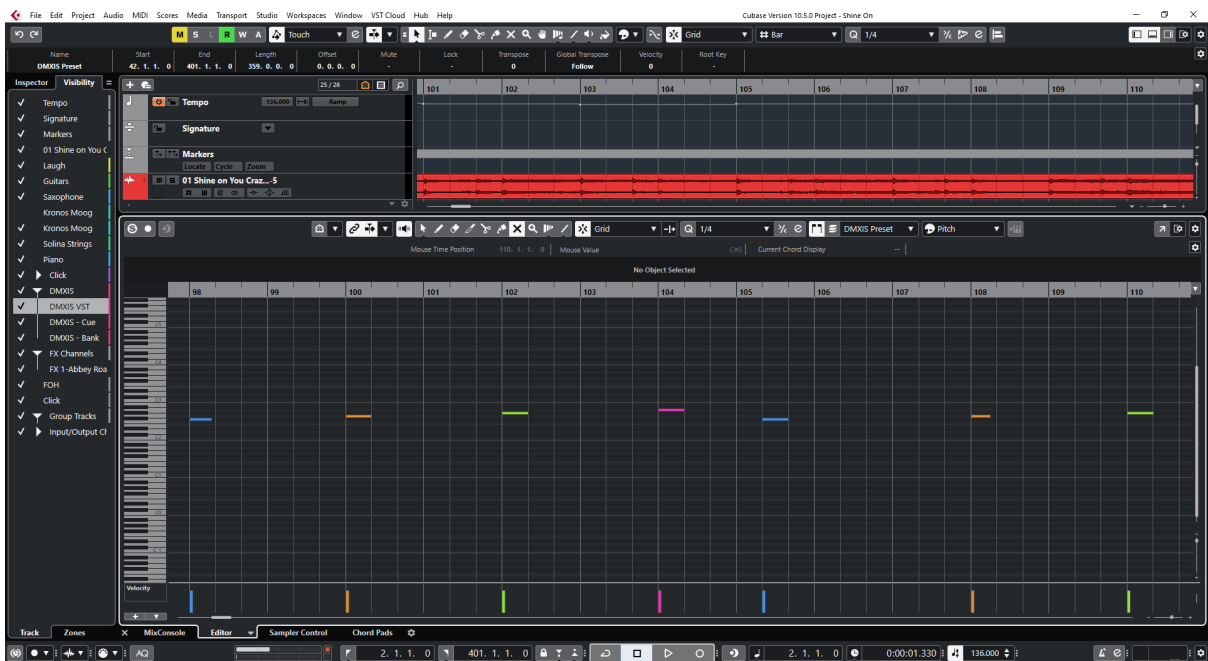 File Edit Project Audio MIDI Scores Media Transport Studio Workspaces Window VST Cloud Hub Help
Cubase Version 10.5.0 Project - Shine On
M S L R W A Touch Grid Bar Q 1/4
Name Start End Length Offset Mute Lock Transpose Global Transpose Velocity Root Key
DMXIS Preset 42. 1. 1. 0 401. 1. 1. 0 359. 0. 0. 0 0. 0. 0. 0 - - 0 Follow 0 -
Inspector Visibility
25 / 26
101 102 103 104 105 106 107 108 109 110
Tempo
Signature
Markers
01 Shine on You C
Laugh
Guitars
Saxophone
Kronos Moog
Kronos Moog
Solina Strings
Piano
Click
DMXIS
DMXIS VST
DMXIS - Cue
DMXIS - Bank
FX Channels
FX 1-Abbey Roa
FOH
Click
Group Tracks
Input/Output Ch
Tempo 136.000 Ramp
Signature
Markers
Locate Cycle Zoom
m S 01 Shine on You Craz...-5
R W e
Grid Q 1/4 DMXIS Preset Pitch
Mouse Time Position 110. 1. 1. 0 Mouse Value Current Chord Display --
No Object Selected
98 99 100 101 102 103 104 105 106 107 108 109 110
C5
C4
C3
C2
C1
C0
C-1
Velocity
Track Zones MixConsole Editor Sampler Control Chord Pads
AQ 2. 1. 1. 0 401. 1. 1. 0 2. 1. 1. 0 0:00:01.330 136.000